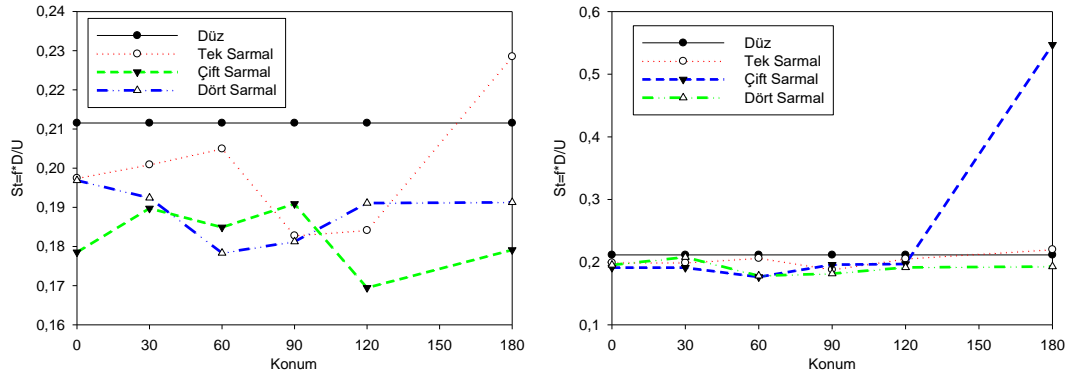 0,24
0,23
0,22
0,21
0,20
0,19
0,18
0,17
0,16
St=f*D/U
0 30 60 90 120 150 180
Konum
Düz
Tek Sarmal
Çift Sarmal
Dört Sarmal
0,6
0,5
0,4
0,3
0,2
0,1
St=f*D/U
0 30 60 90 120 150 180
Konum
Düz
Tek Sarmal
Çift Sarmal
Dört Sarmal